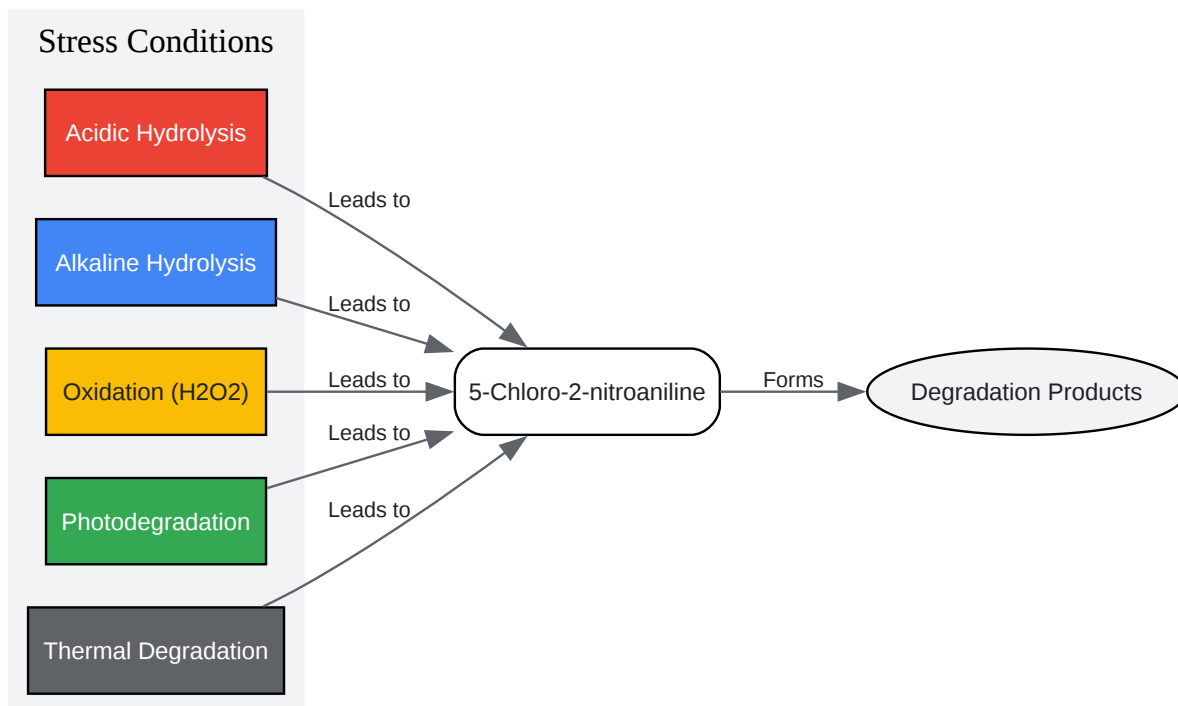 Stress Conditions
Acidic Hydrolysis
Leads to
Alkaline Hydrolysis
Leads to
Oxidation (H2O2)
Leads to
5-Chloro-2-nitroaniline
Forms
Degradation Products
Leads to
Photodegradation
Leads to
Thermal Degradation